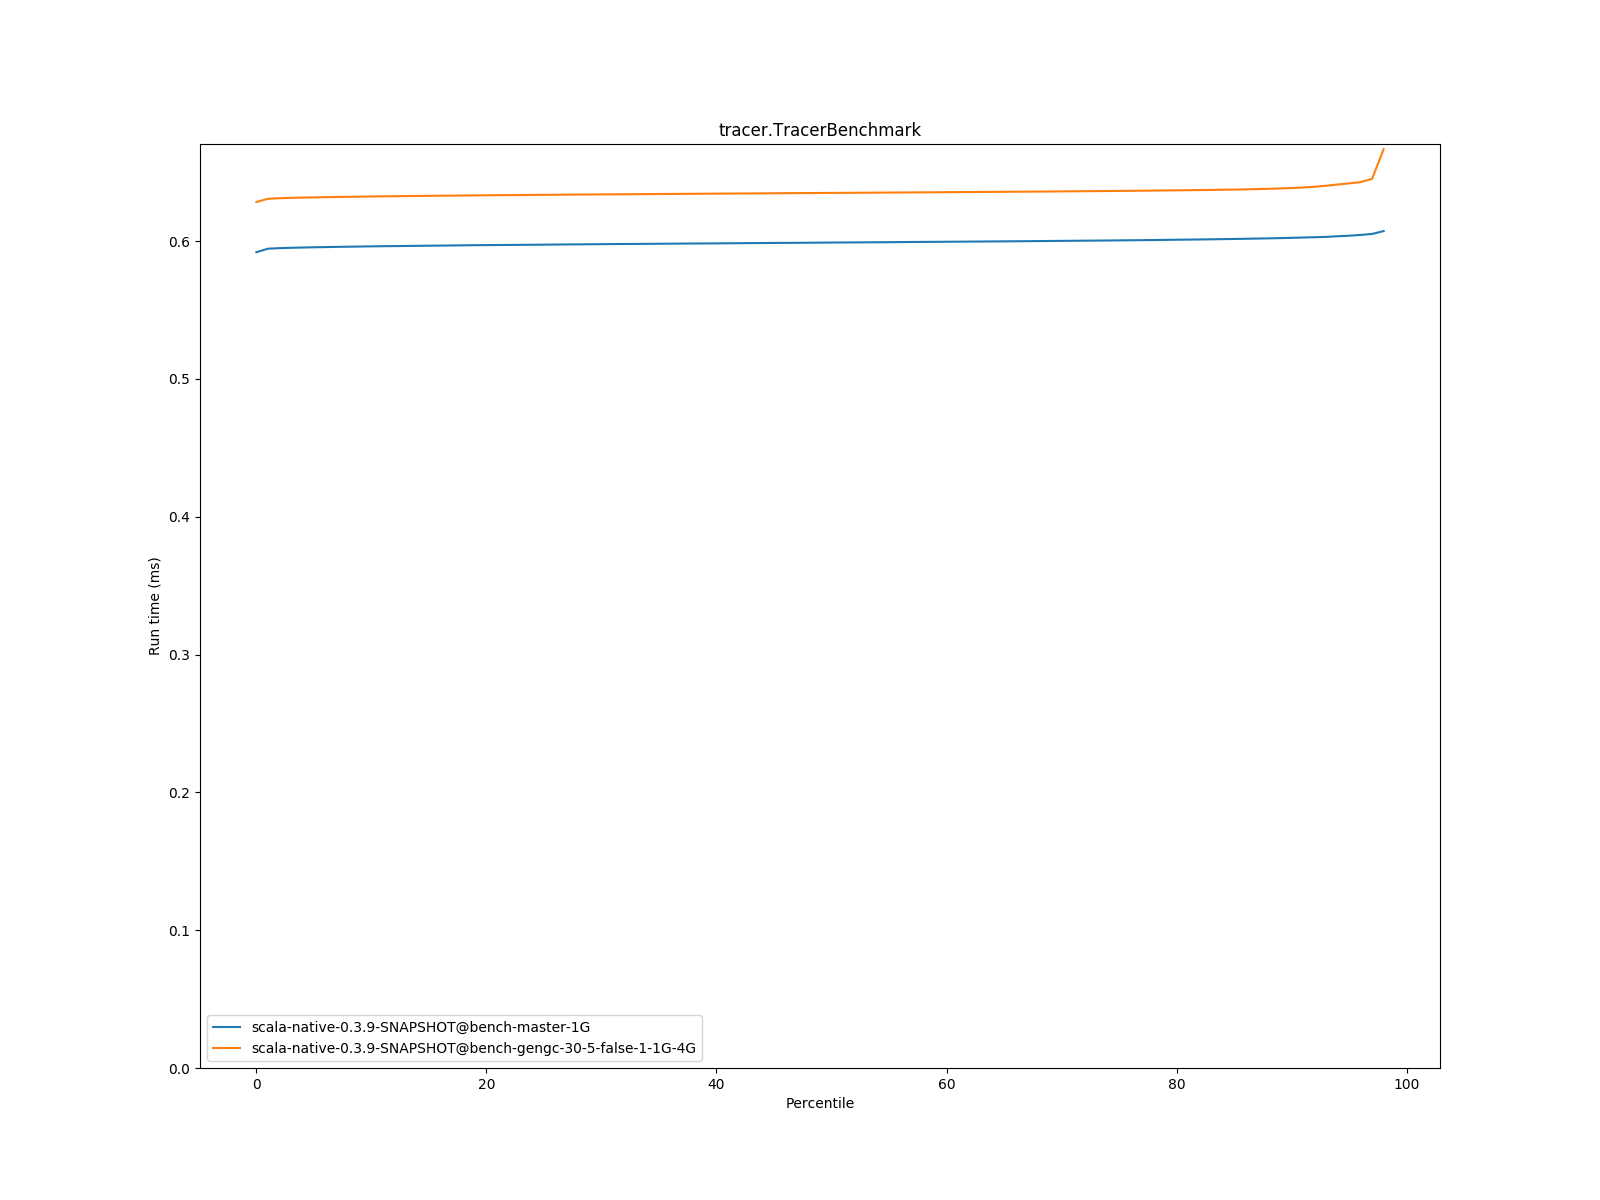 tracer.TracerBenchmark
Run time (ms)
0.6
0.5
0.4
0.3
0.2
0.1
0.0
scala-native-0.3.9-SNAPSHOT@bench-master-1G
scala-native-0.3.9-SNAPSHOT@bench-gengc-30-5-false-1-1G-4G
0 20 40 60 80 100
Percentile